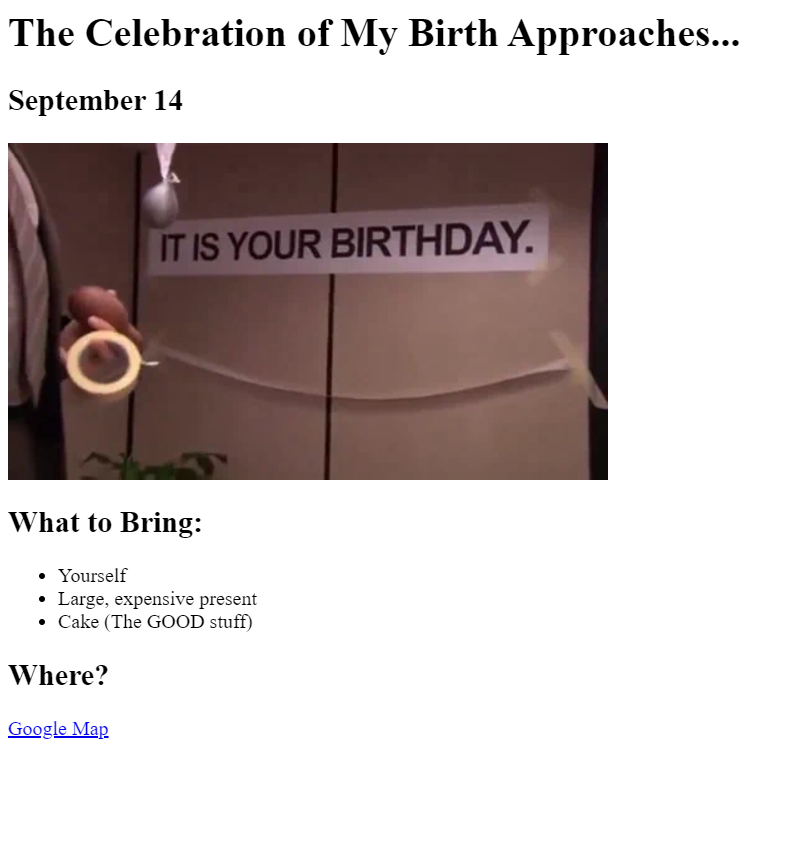 The Celebration of My Birth Approaches...
September 14
IT IS YOUR BIRTHDAY.
What to Bring:
Yourself
Large, expensive present
Cake (The GOOD stuff)
Where?
Google Map